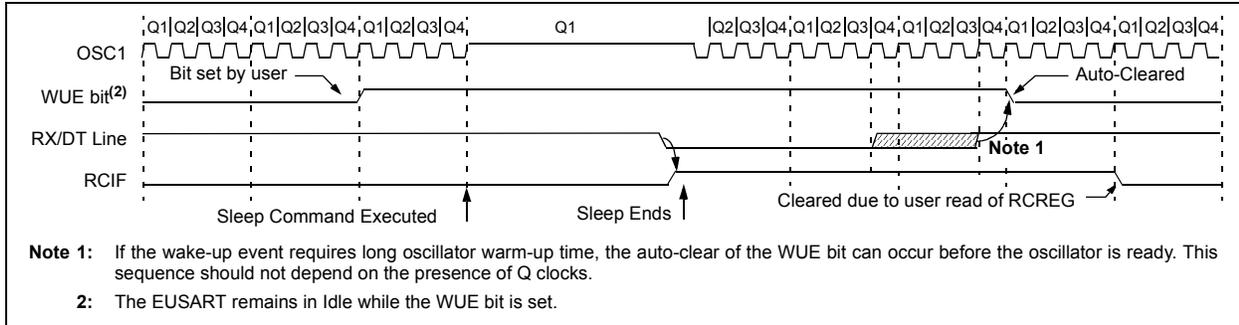 Q1 Q2 Q3 Q4 Q1 Q2 Q3 Q4 Q1 Q2 Q3 Q4 Q1 Q2 Q3 Q4 Q1 Q2 Q3 Q4 Q1 Q2 Q3 Q4 Q1 Q2 Q3 Q4 Q1 Q2 Q3 Q4
OSC1
Bit set by user
Auto-Cleared
WUE bit(2)
RX/DT Line
Note 1
RCIF
Cleared due to user read of RCREG
Sleep Command Executed
Sleep Ends
Note 1: If the wake-up event requires long oscillator warm-up time, the auto-clear of the WUE bit can occur before the oscillator is ready. This
sequence should not depend on the presence of Q clocks.
2: The EUSART remains in Idle while the WUE bit is set.